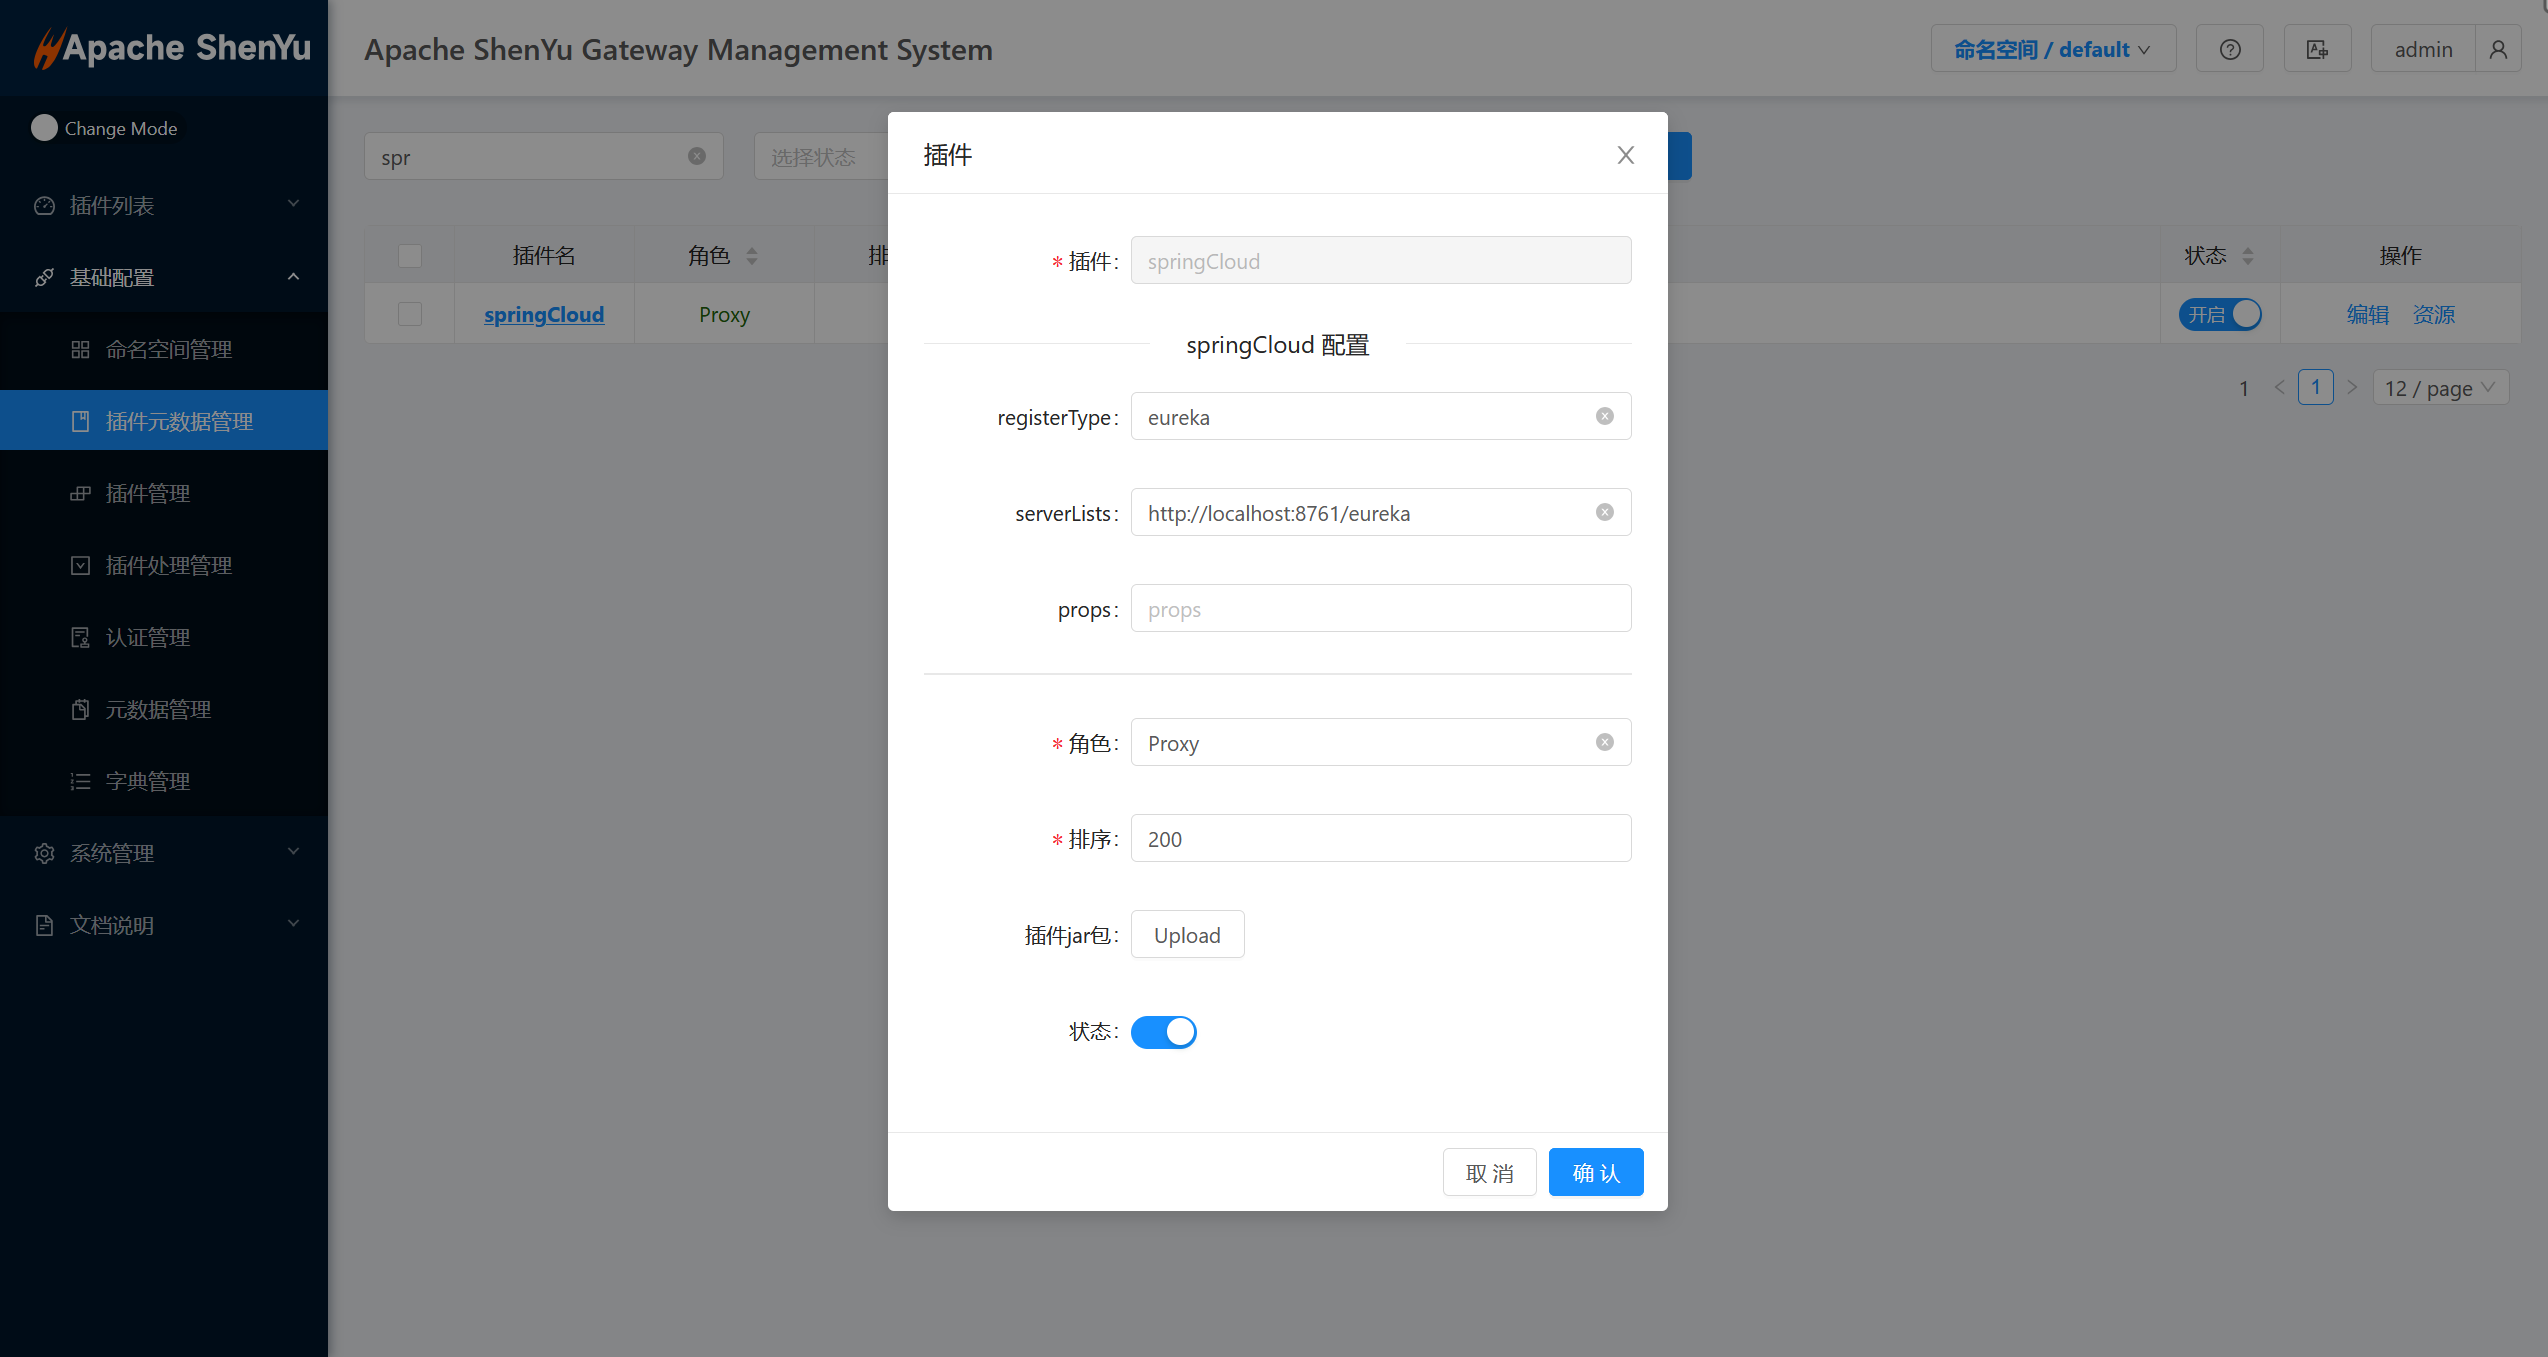 Apache ShenYu
Change Mode
插件列表
基础配置
命名空间管理
插件元数据管理
插件管理
插件处理管理
认证管理
元数据管理
字典管理
系统管理
文档说明
Apache ShenYu Gateway Management System
命名空间 / default
admin
spr
选择状态
插件名
角色
排
状态
操作
springCloud
Proxy
开启
编辑
资源
1
1
12 / page
插件
* 插件:
springCloud
springCloud 配置
registerType:
eureka
serverLists:
http://localhost:8761/eureka
props:
props
* 角色:
Proxy
* 排序:
200
插件jar包:
Upload
状态:
取 消
确 认